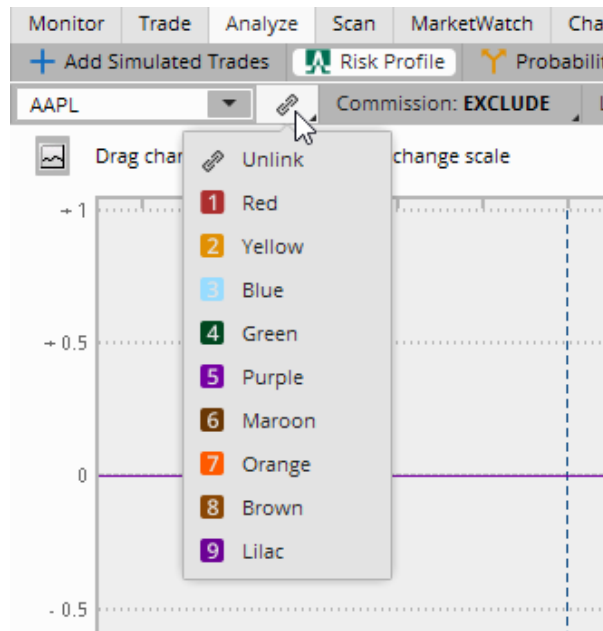 Monitor Trade Analyze Scan MarketWatch Cha
Add Simulated Trades Risk Profile Probabilit
AAPL Commission: EXCLUDE
Drag char change scale
Unlink
1 Red
2 Yellow
3 Blue
4 Green
5 Purple
6 Maroon
7 Orange
8 Brown
9 Lilac
+ 1
+ 0.5
0
- 0.5